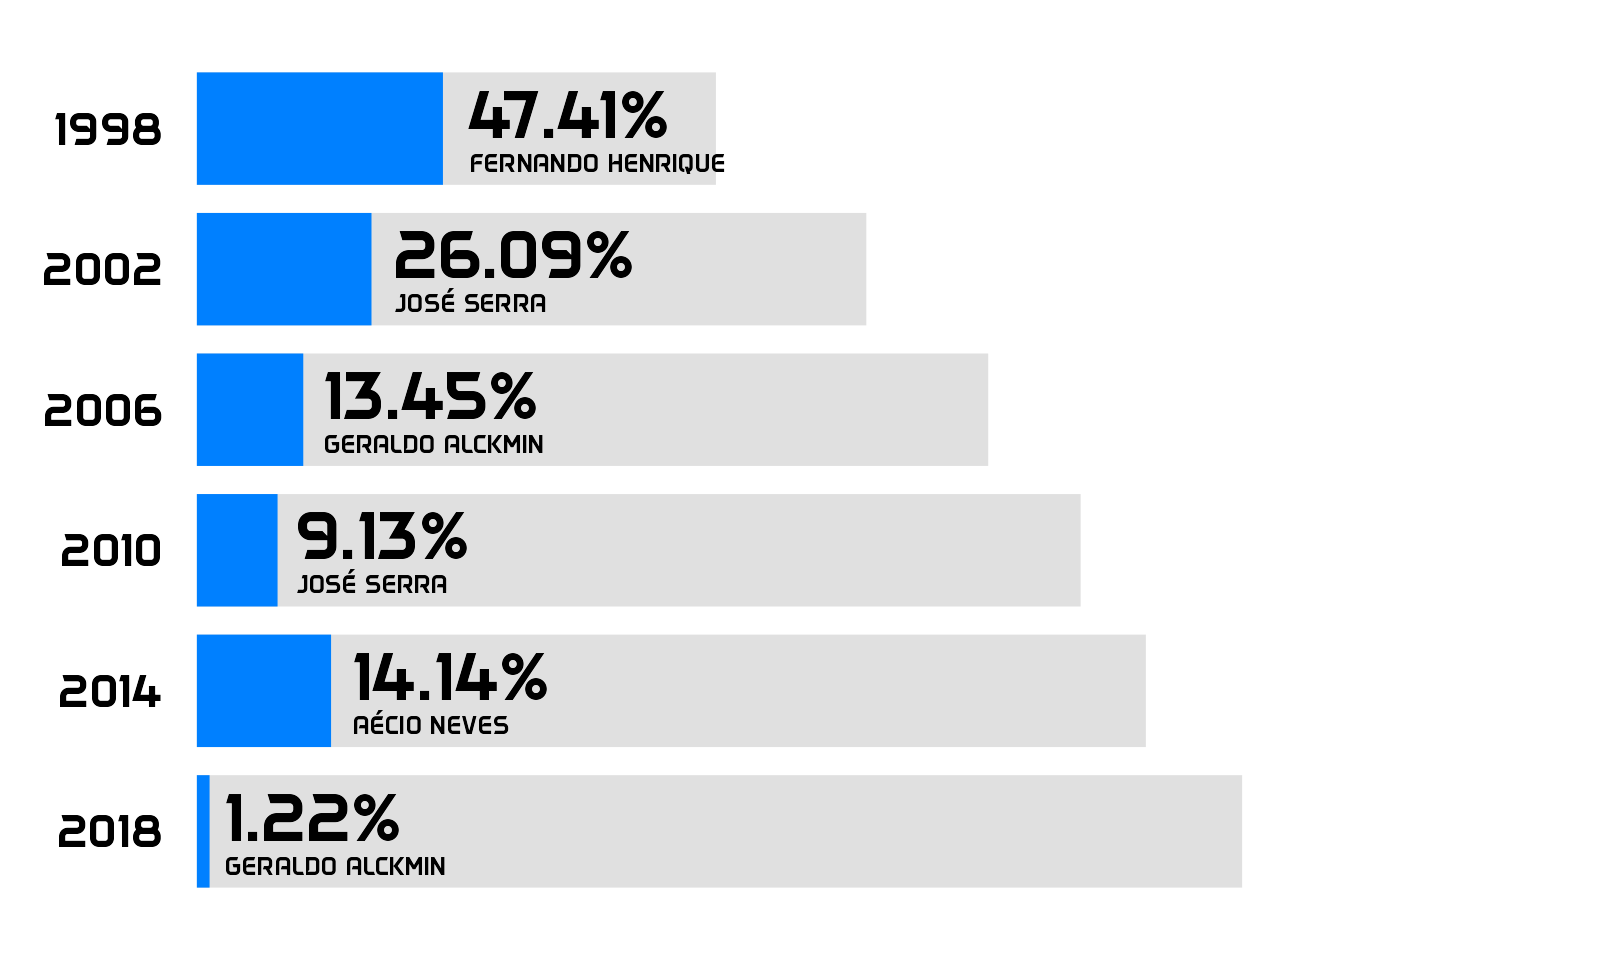 1998
47.41%
FERNANDO HENRIQUE
2002
26.09%
JOSÉ SERRA
2006
13.45%
GERALDO ALCKMIN
2010
9.13%
JOSÉ SERRA
2014
14.14%
AÉCIO NEVES
2018
1.22%
GERALDO ALCKMIN